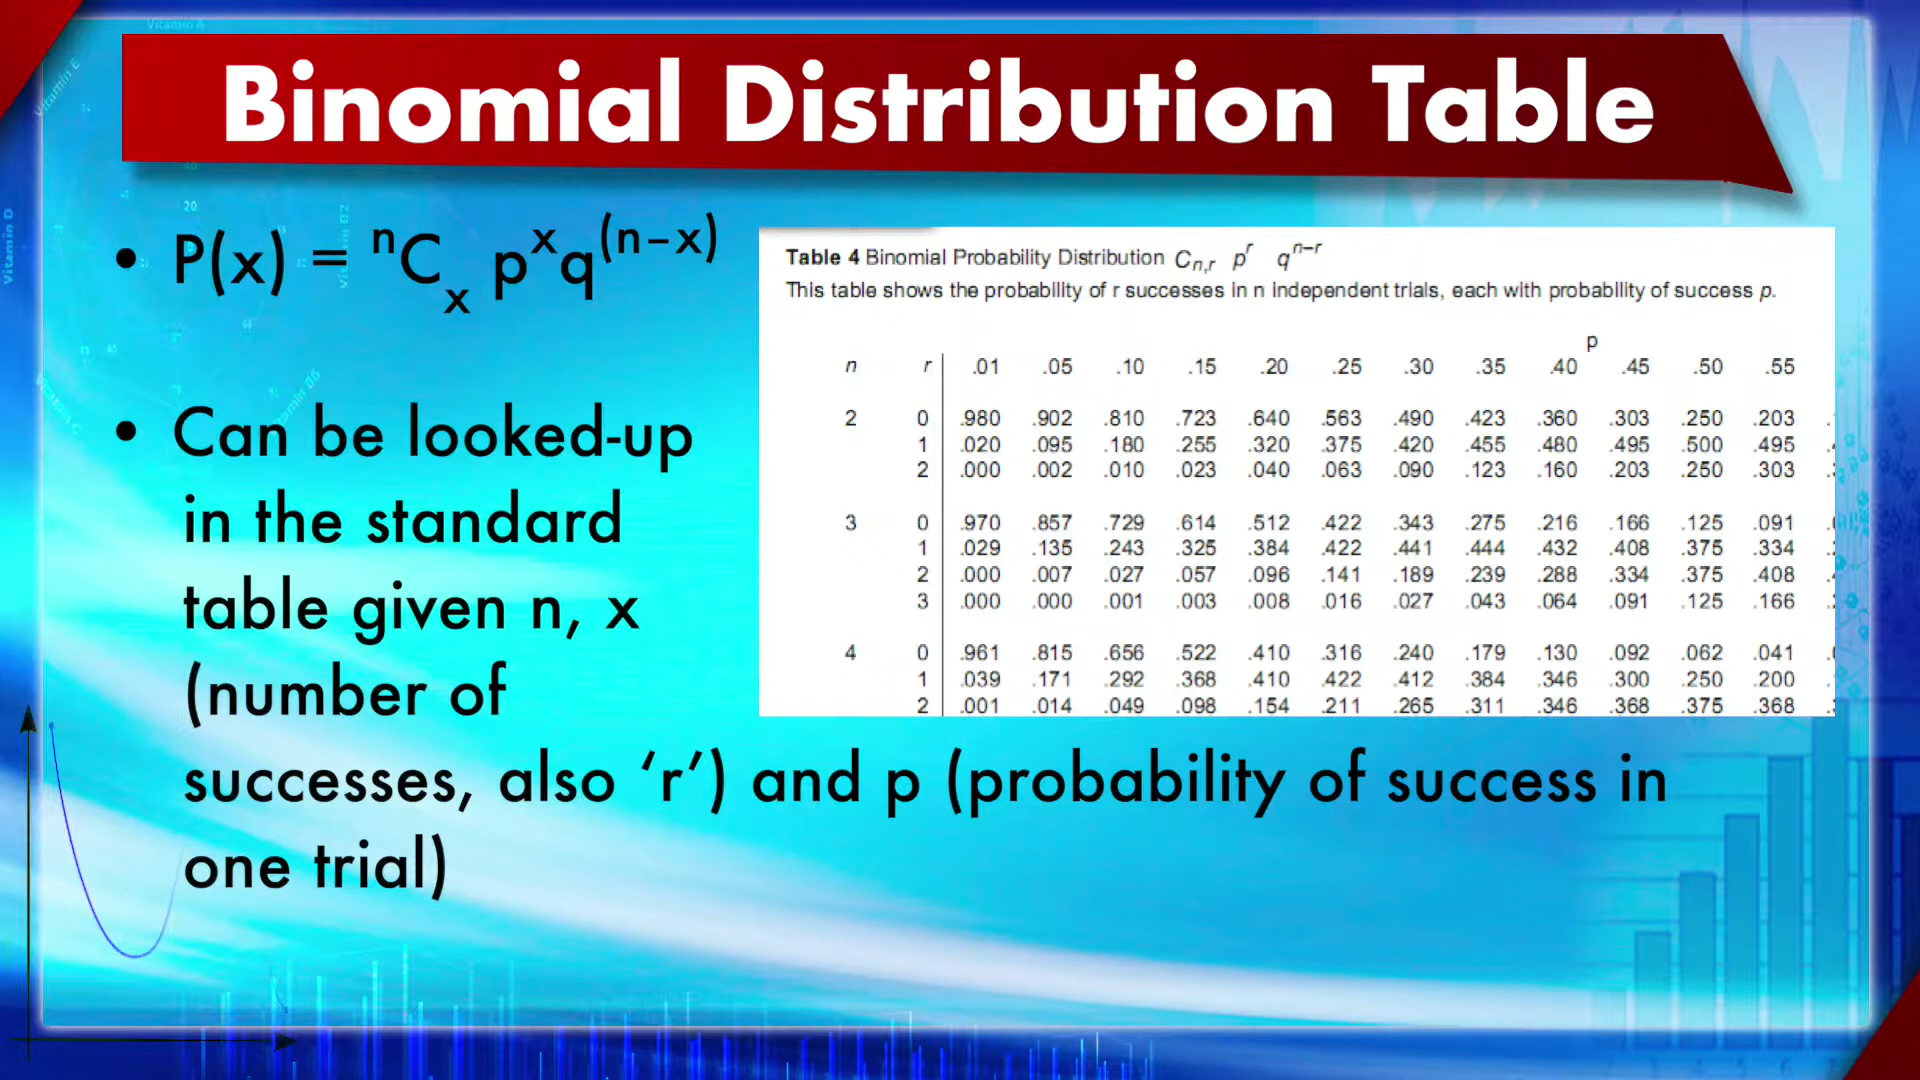 Binomial Distribution Table
• P(x) = ⁿCₓ pˣq⁽ⁿ⁻ˣ⁾
• Can be looked-up
in the standard
table given n, x
(number of
successes, also ‘r’) and p (probability of success in
one trial)
Table 4 Binomial Probability Distribution Cₙ,ᵣ pʳ qⁿ⁻ʳ
This table shows the probability of r successes in n independent trials, each with probability of success p.
p
n r .01 .05 .10 .15 .20 .25 .30 .35 .40 .45 .50 .55
2 0 .980 .902 .810 .723 .640 .563 .490 .423 .360 .303 .250 .203
1 .020 .095 .180 .255 .320 .375 .420 .455 .480 .495 .500 .495
2 .000 .002 .010 .023 .040 .063 .090 .123 .160 .203 .250 .303
3 0 .970 .857 .729 .614 .512 .422 .343 .275 .216 .166 .125 .091
1 .029 .135 .243 .325 .384 .422 .441 .444 .432 .408 .375 .334
2 .000 .007 .027 .057 .096 .141 .189 .239 .288 .334 .375 .408
3 .000 .000 .001 .003 .008 .016 .027 .043 .064 .091 .125 .166
4 0 .961 .815 .656 .522 .410 .316 .240 .179 .130 .092 .062 .041
1 .039 .171 .292 .368 .410 .422 .412 .384 .346 .300 .250 .200
2 .001 .014 .049 .098 .154 .211 .265 .311 .346 .368 .375 .368
Vitamin A
Vitamin E
Vitamin D
20